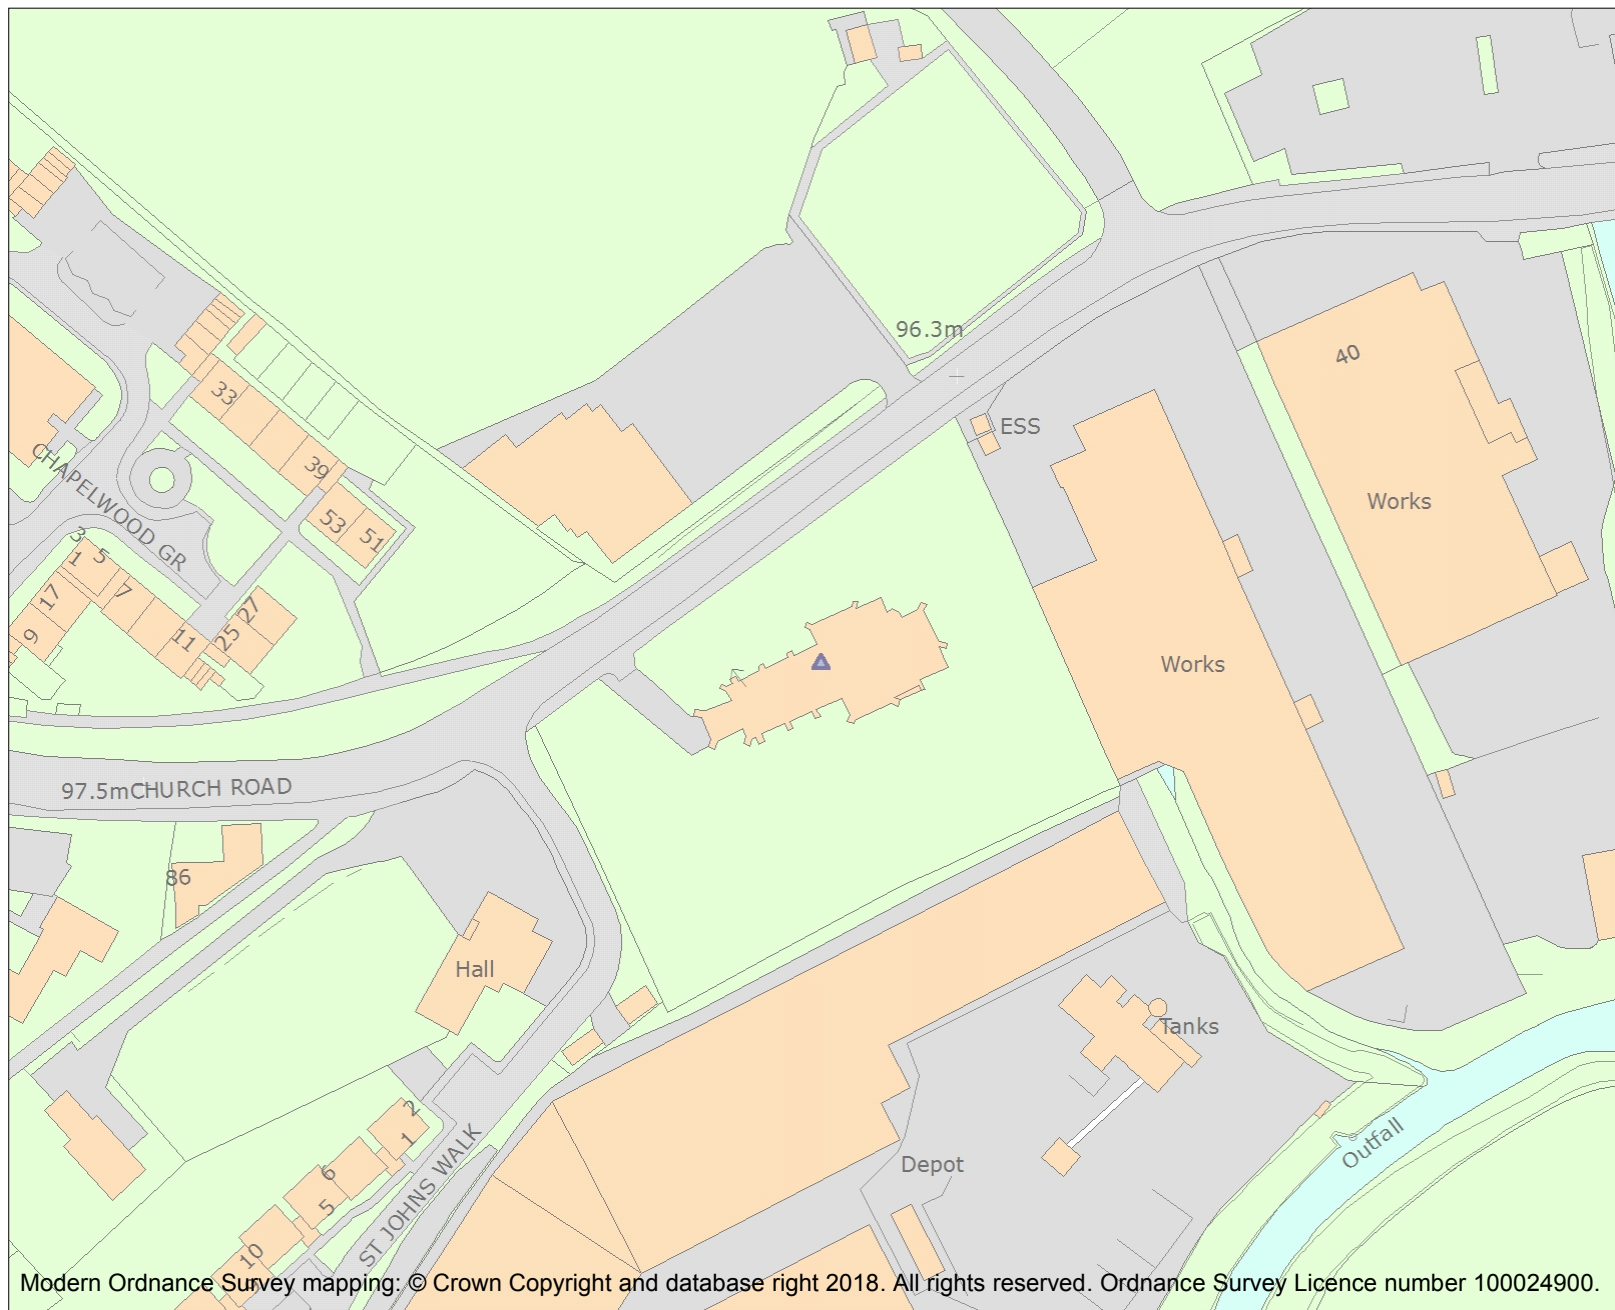 96.3m
40
33
ESS
39
CHAPELWOOD GR
53
51
Works
3
1
5
7
17
9
11
25
27
Works
97.5m
CHURCH ROAD
86
Hall
Tanks
2
1
Outfall
ST JOHNS WALK
Depot
6
5
10
Modern Ordnance Survey mapping: © Crown Copyright and database right 2018. All rights reserved. Ordnance Survey Licence number 100024900.